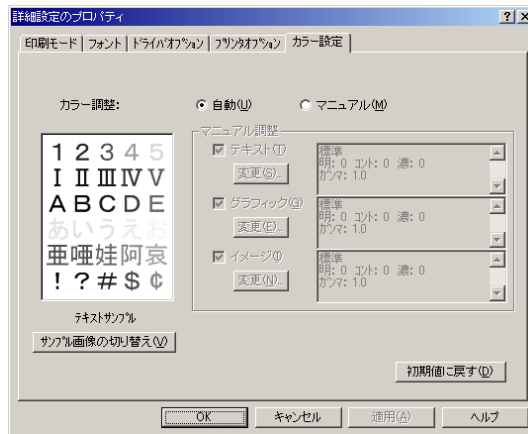 詳細設定のプロパティ
印刷モード フォント ドライバオプション プリンタオプション カラー設定
カラー調整: 自動(U) マニュアル(M)
マニュアル調整
1 2 3 4 5
I II III IV V
A B C D E
あ い う え お
亜 唖 娃 阿 哀
! ? # $ ¢
テキストサンプル
サンプル画像の切り替え(V)
テキスト(T)
変更(S)...
標準
明: 0 コント: 0 濃: 0
ガンマ: 1.0
グラフィック(G)
変更(E)...
標準
明: 0 コント: 0 濃: 0
ガンマ: 1.0
イメージ(I)
変更(N)...
標準
明: 0 コント: 0 濃: 0
ガンマ: 1.0
初期値に戻す(D)
OK キャンセル 適用(A) ヘルプ